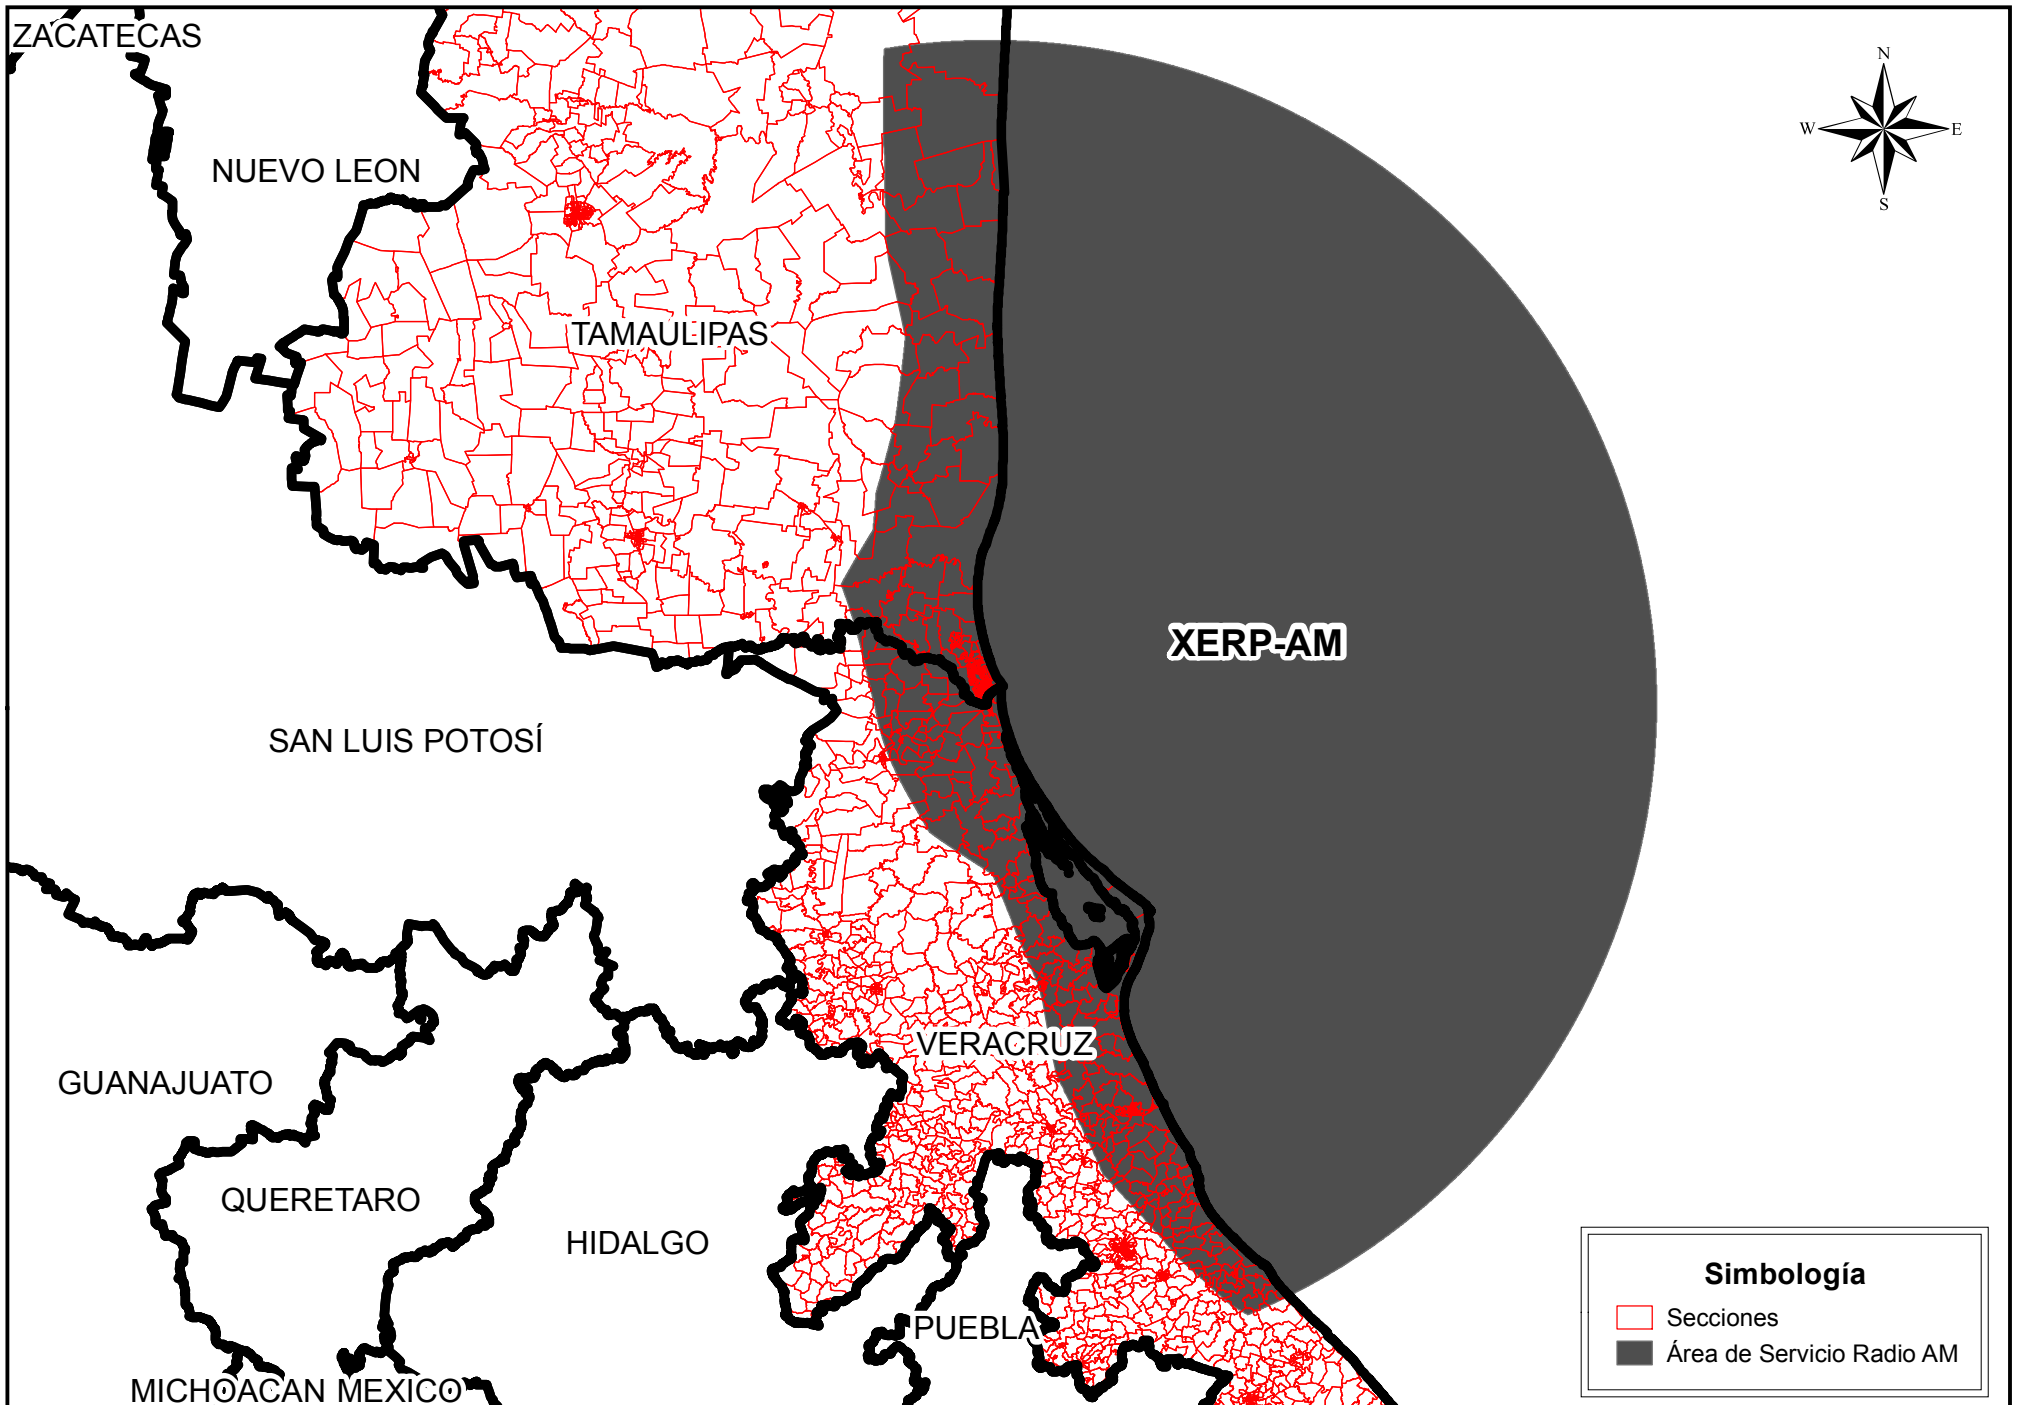 ZACATECAS
N
W
E
S
NUEVO LEON
TAMAULIPAS
XERP-AM
SAN LUIS POTOSÍ
VERACRUZ
GUANAJUATO
QUERETARO
HIDALGO
PUEBLA
MICHOACAN MEXICO
Simbología
Secciones
Área de Servicio Radio AM